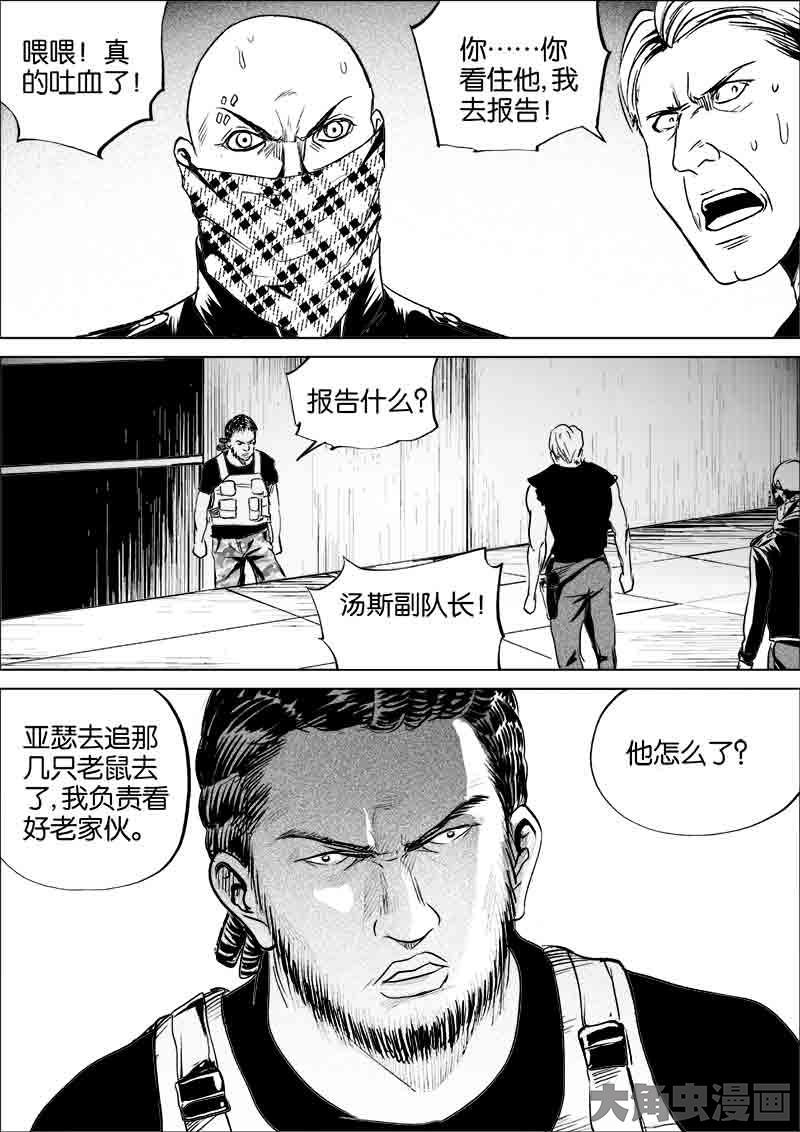 喂喂！真
的吐血了！
你……你
看住他,我
去报告！
报告什么？
汤斯副队长！
亚瑟去追那
几只老鼠去
了,我负责看
好老家伙。
他怎么了？
大角虫漫画